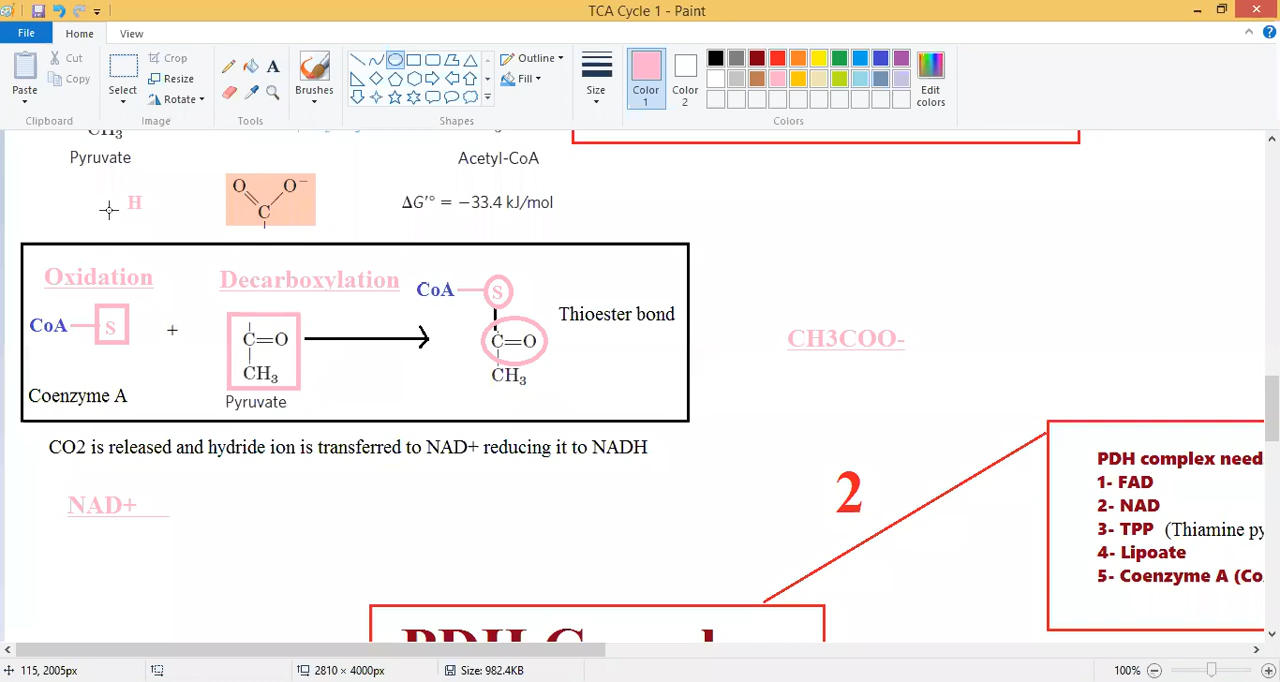 TCA Cycle 1 - Paint
File Home View
Paste Cut Copy Clipboard
Select Crop Resize Rotate Image
Tools
Brushes
Shapes
Outline Fill
Size
Color 1 Color 2
Edit colors
Colors
CH3
Pyruvate
Acetyl-CoA
H
O O−
C
ΔG′° = −33.4 kJ/mol
Oxidation
Decarboxylation
CoA S
CoA S
+
C=O
CH3
C=O
CH3
Thioester bond
Coenzyme A
Pyruvate
CH3COO-
CO2 is released and hydride ion is transferred to NAD+ reducing it to NADH
NAD+
2
PDH complex need
1- FAD
2- NAD
3- TPP (Thiamine py
4- Lipoate
5- Coenzyme A (Co
115, 2005px
2810 × 4000px
Size: 982.4KB
100%